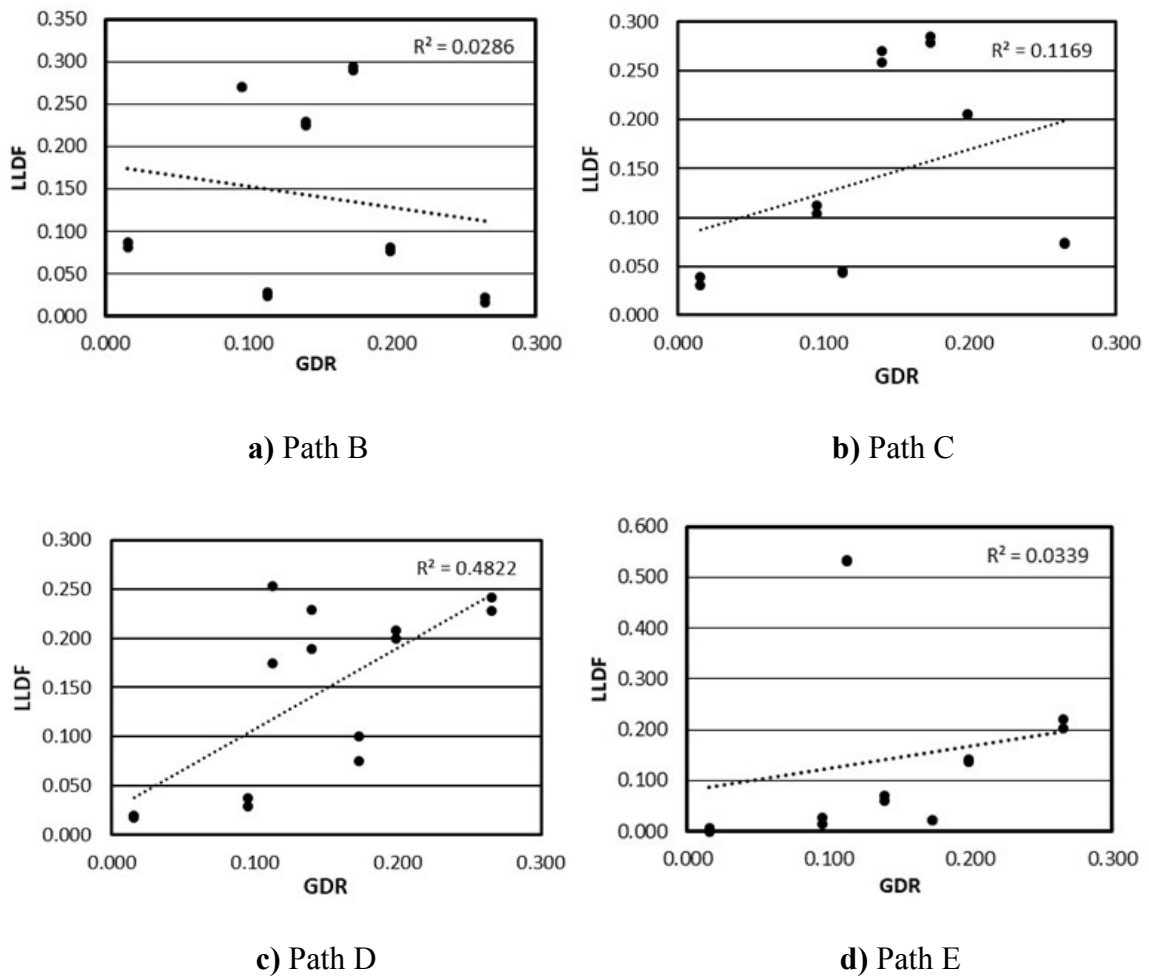 0.350
0.300
0.250
0.200
0.150
0.100
0.050
0.000
LLDF
R² = 0.0286
0.000 0.100 0.200 0.300
GDR
a) Path B
0.300
0.250
0.200
0.150
0.100
0.050
0.000
LLDF
R² = 0.1169
0.000 0.100 0.200 0.300
GDR
b) Path C
0.300
0.250
0.200
0.150
0.100
0.050
0.000
LLDF
R² = 0.4822
0.000 0.100 0.200 0.300
GDR
c) Path D
0.600
0.500
0.400
0.300
0.200
0.100
0.000
LLDF
R² = 0.0339
0.000 0.100 0.200 0.300
GDR
d) Path E